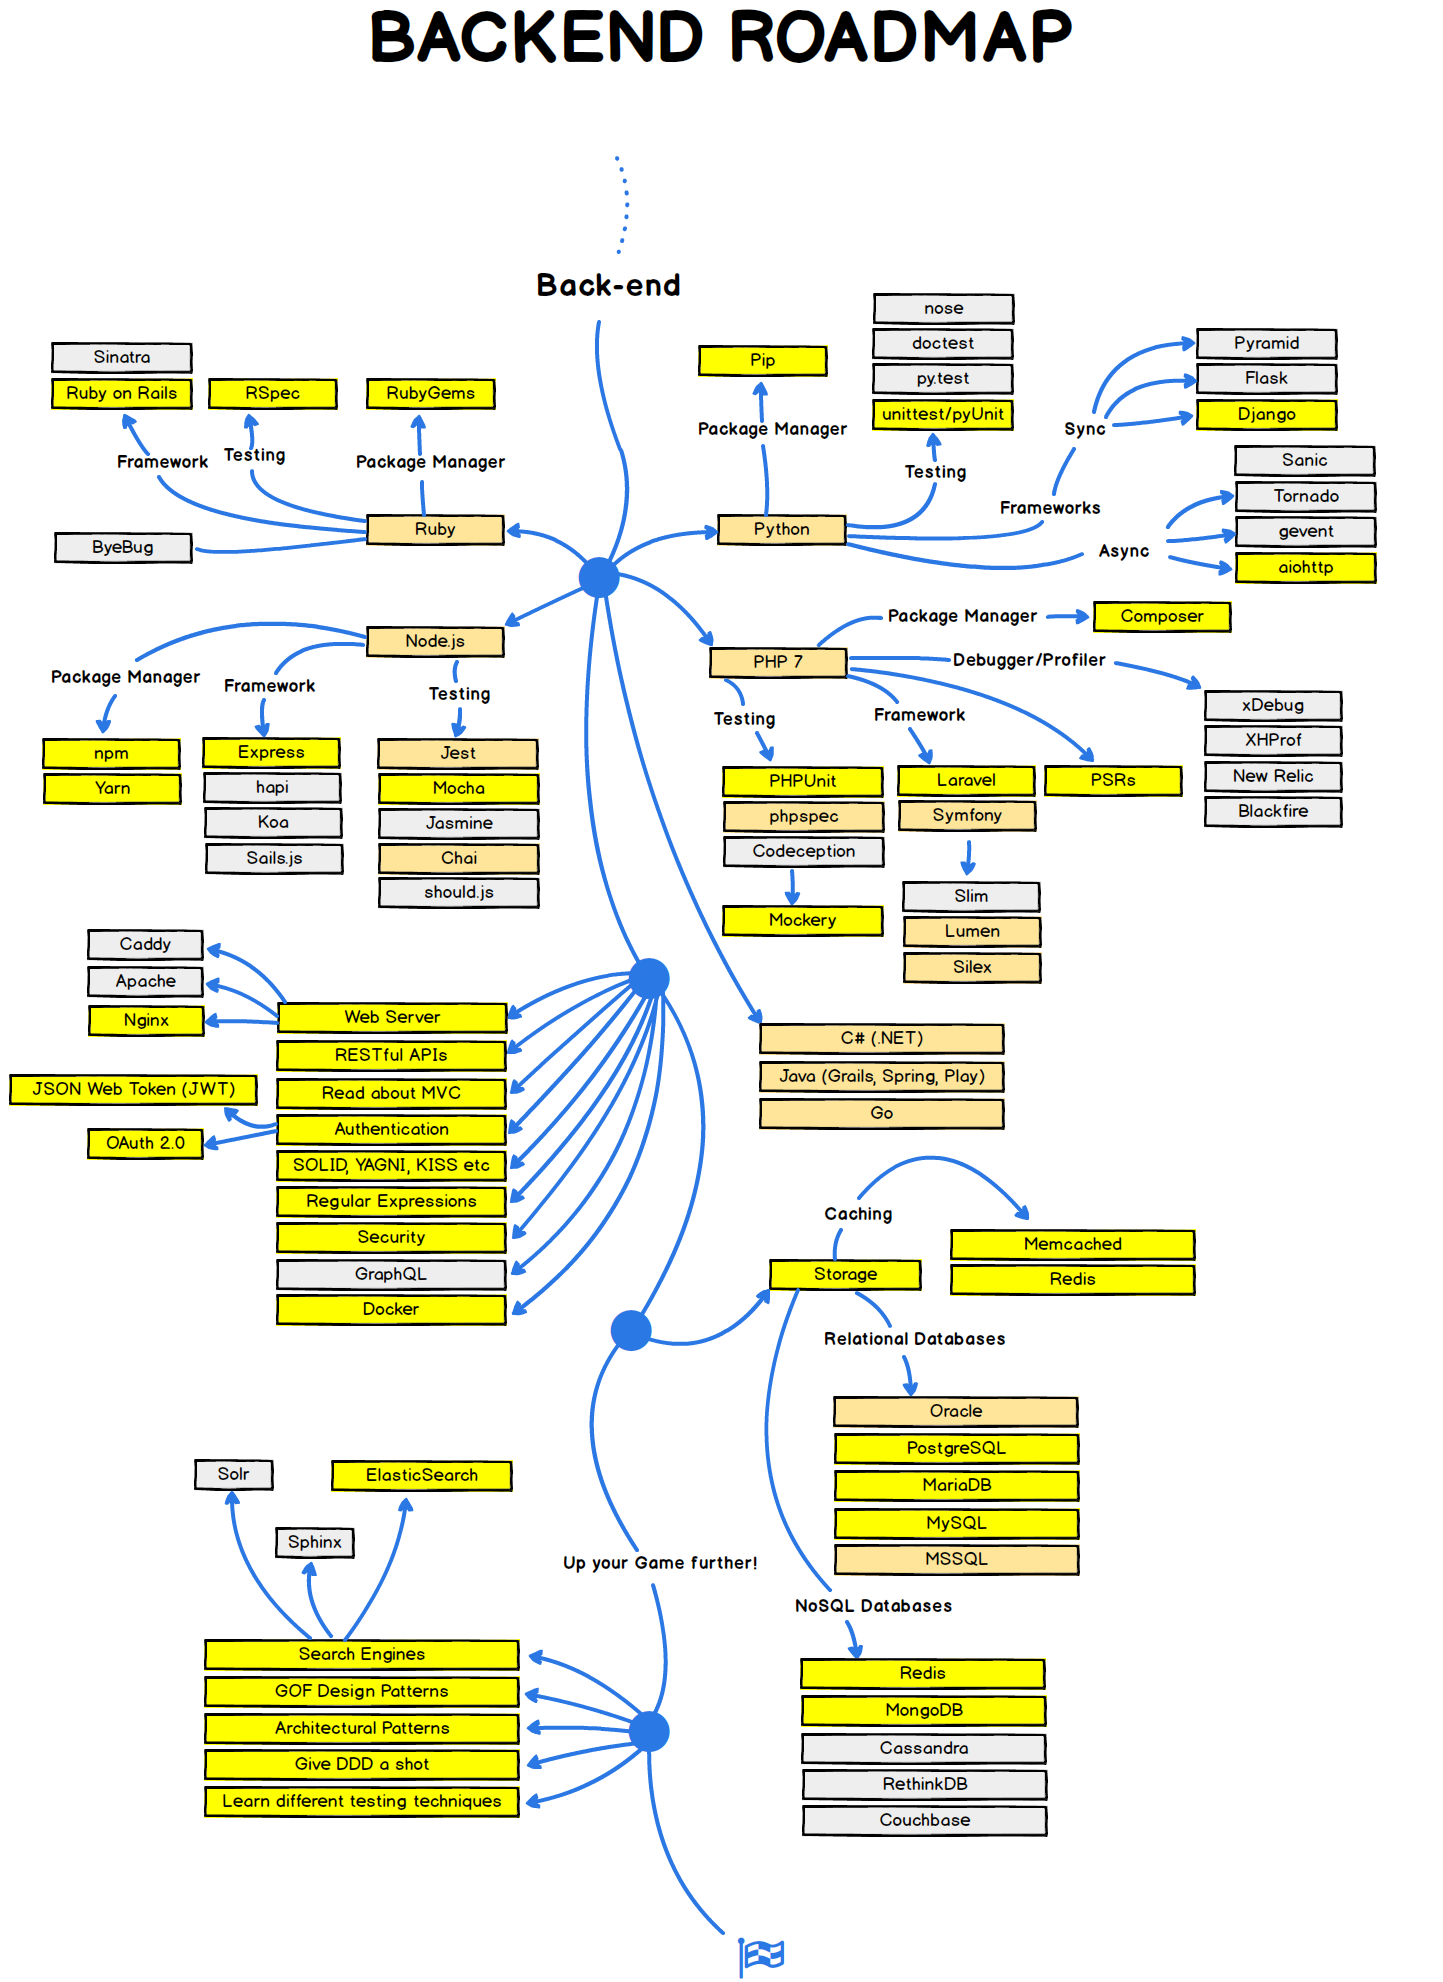 BACKEND ROADMAP
Back-end
Sinatra
Ruby on Rails
RSpec
RubyGems
Framework
Testing
Package Manager
Ruby
ByeBug
Pip
Package Manager
nose
doctest
py.test
unittest/pyUnit
Testing
Python
Pyramid
Flask
Django
Sync
Frameworks
Sanic
Tornado
gevent
aiohttp
Async
Node.js
Package Manager
Framework
Testing
npm
Yarn
Express
hapi
Koa
Sails.js
Jest
Mocha
Jasmine
Chai
should.js
PHP 7
Package Manager
Composer
Debugger/Profiler
xDebug
XHProf
New Relic
Blackfire
Testing
Framework
PHPUnit
phpspec
Codeception
Mockery
Laravel
Symfony
PSRs
Slim
Lumen
Silex
Caddy
Apache
Nginx
Web Server
RESTful APIs
Read about MVC
JSON Web Token (JWT)
OAuth 2.0
Authentication
SOLID, YAGNI, KISS etc
Regular Expressions
Security
GraphQL
Docker
C# (.NET)
Java (Grails, Spring, Play)
Go
Caching
Memcached
Redis
Storage
Relational Databases
Oracle
PostgreSQL
MariaDB
MySQL
MSSQL
NoSQL Databases
Redis
MongoDB
Cassandra
RethinkDB
Couchbase
Up your Game further!
Solr
ElasticSearch
Sphinx
Search Engines
GOF Design Patterns
Architectural Patterns
Give DDD a shot
Learn different testing techniques